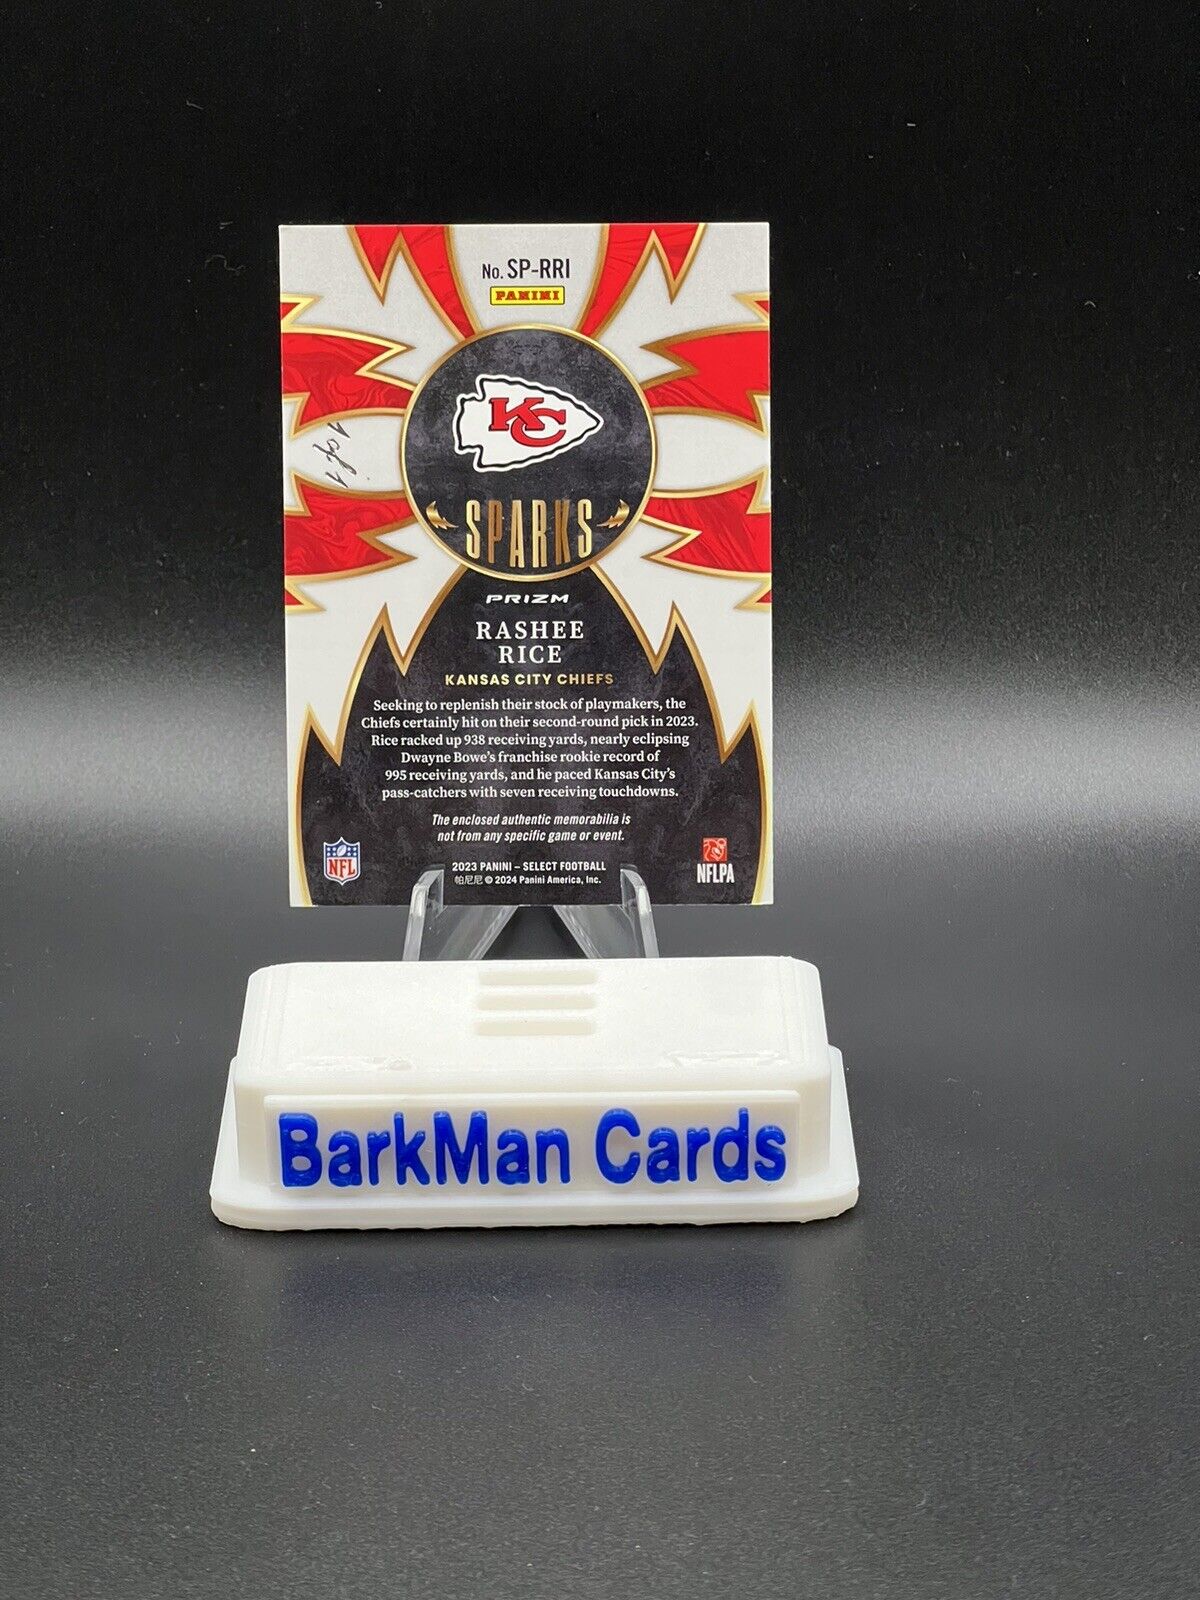 No. SP-RRI
PANINI
KC
1 of 1
SPARKS
PRIZM
RASHEE
RICE
KANSAS CITY CHIEFS
Seeking to replenish their stock of playmakers, the
Chiefs certainly hit on their second-round pick in 2023.
Rice racked up 938 receiving yards, nearly eclipsing
Dwayne Bowe's franchise rookie record of
995 receiving yards, and he paced Kansas City's
pass-catchers with seven receiving touchdowns.
The enclosed authentic memorabilia is
not from any specific game or event.
NFL
NFLPA
2023 PANINI – SELECT FOOTBALL
帕尼尼 © 2024 Panini America, Inc.
BarkMan Cards